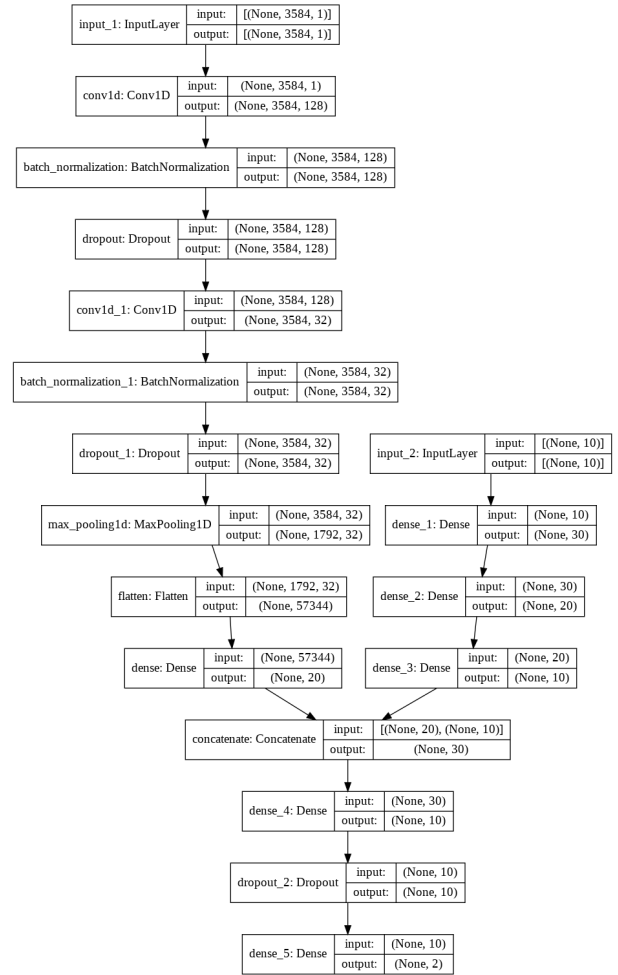 input_1: InputLayer
input: [(None, 3584, 1)]
output: [(None, 3584, 1)]
conv1d: Conv1D
input: (None, 3584, 1)
output: (None, 3584, 128)
batch_normalization: BatchNormalization
input: (None, 3584, 128)
output: (None, 3584, 128)
dropout: Dropout
input: (None, 3584, 128)
output: (None, 3584, 128)
conv1d_1: Conv1D
input: (None, 3584, 128)
output: (None, 3584, 32)
batch_normalization_1: BatchNormalization
input: (None, 3584, 32)
output: (None, 3584, 32)
dropout_1: Dropout
input: (None, 3584, 32)
output: (None, 3584, 32)
input_2: InputLayer
input: [(None, 10)]
output: [(None, 10)]
max_pooling1d: MaxPooling1D
input: (None, 3584, 32)
output: (None, 1792, 32)
dense_1: Dense
input: (None, 10)
output: (None, 30)
flatten: Flatten
input: (None, 1792, 32)
output: (None, 57344)
dense_2: Dense
input: (None, 30)
output: (None, 20)
dense: Dense
input: (None, 57344)
output: (None, 20)
dense_3: Dense
input: (None, 20)
output: (None, 10)
concatenate: Concatenate
input: [(None, 20), (None, 10)]
output: (None, 30)
dense_4: Dense
input: (None, 30)
output: (None, 10)
dropout_2: Dropout
input: (None, 10)
output: (None, 10)
dense_5: Dense
input: (None, 10)
output: (None, 2)